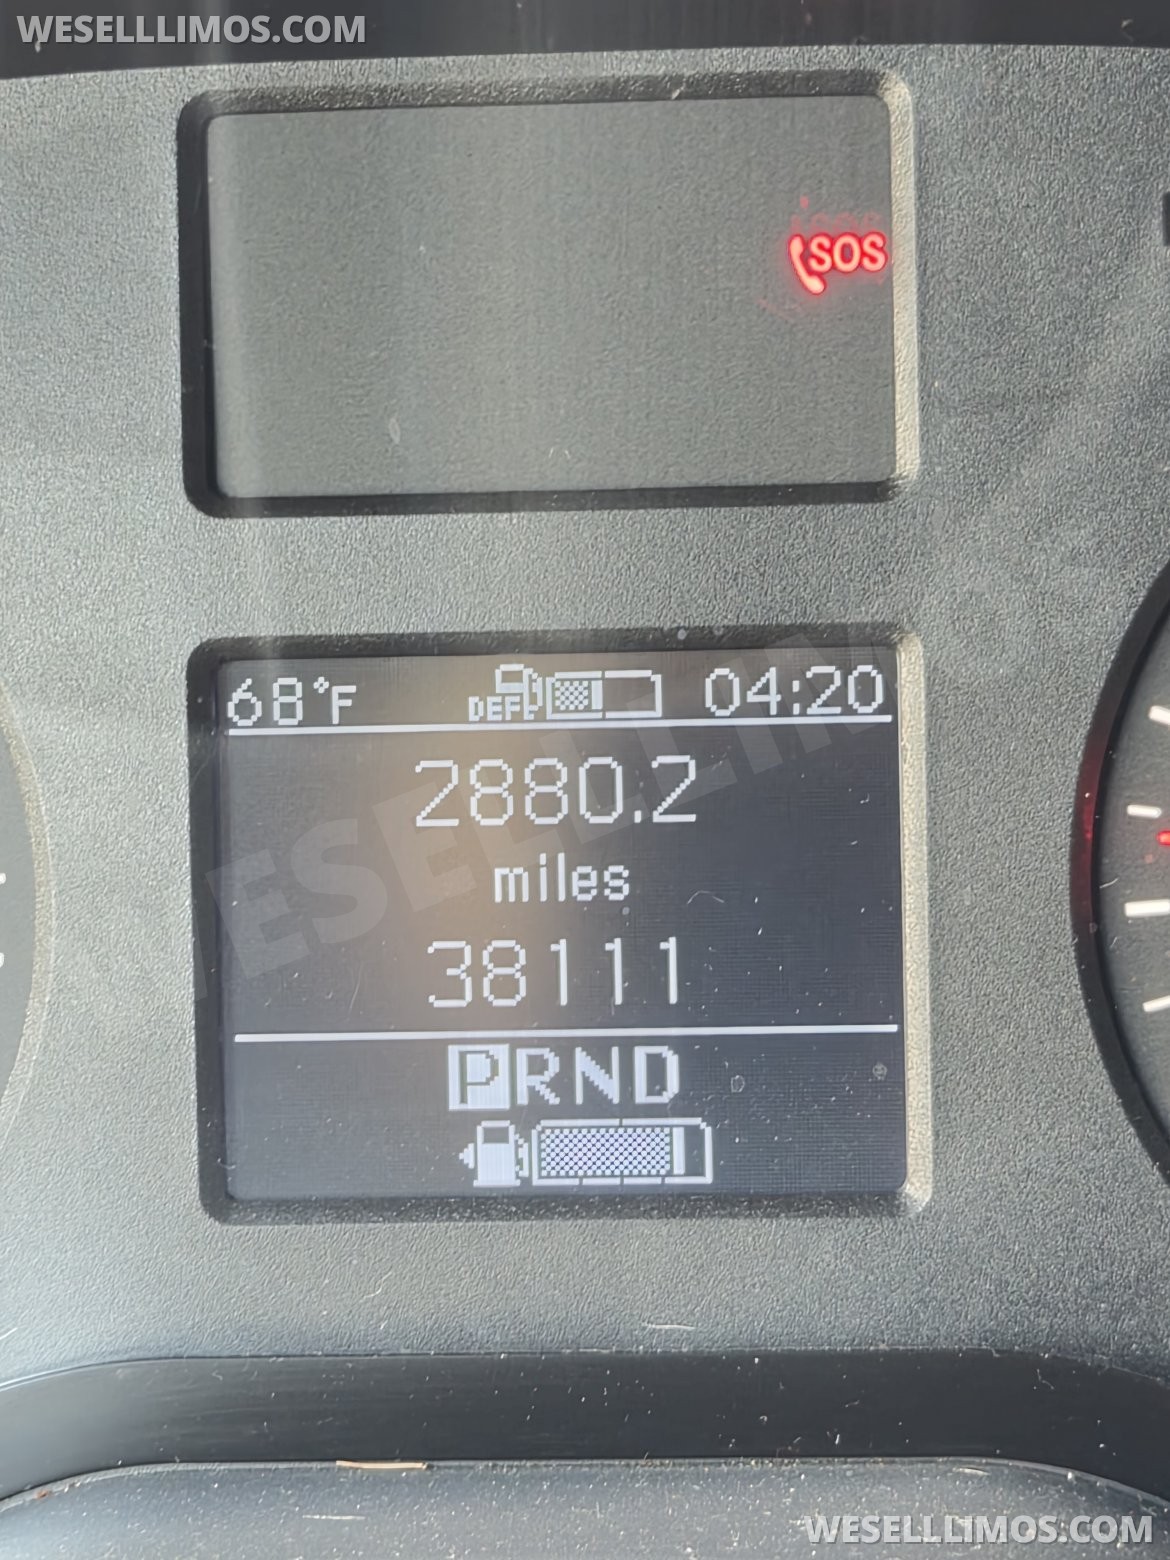 WESELLLIMOS.COM
SOS
68°F DEF 04:20
2880.2
miles
38111
PRND
WESELLLIMOS.COM